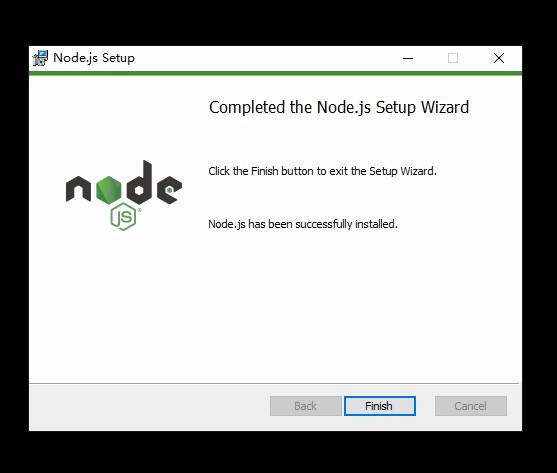 Node.js Setup
Completed the Node.js Setup Wizard
Click the Finish button to exit the Setup Wizard.
node
JS
Node.js has been successfully installed.
Back
Finish
Cancel